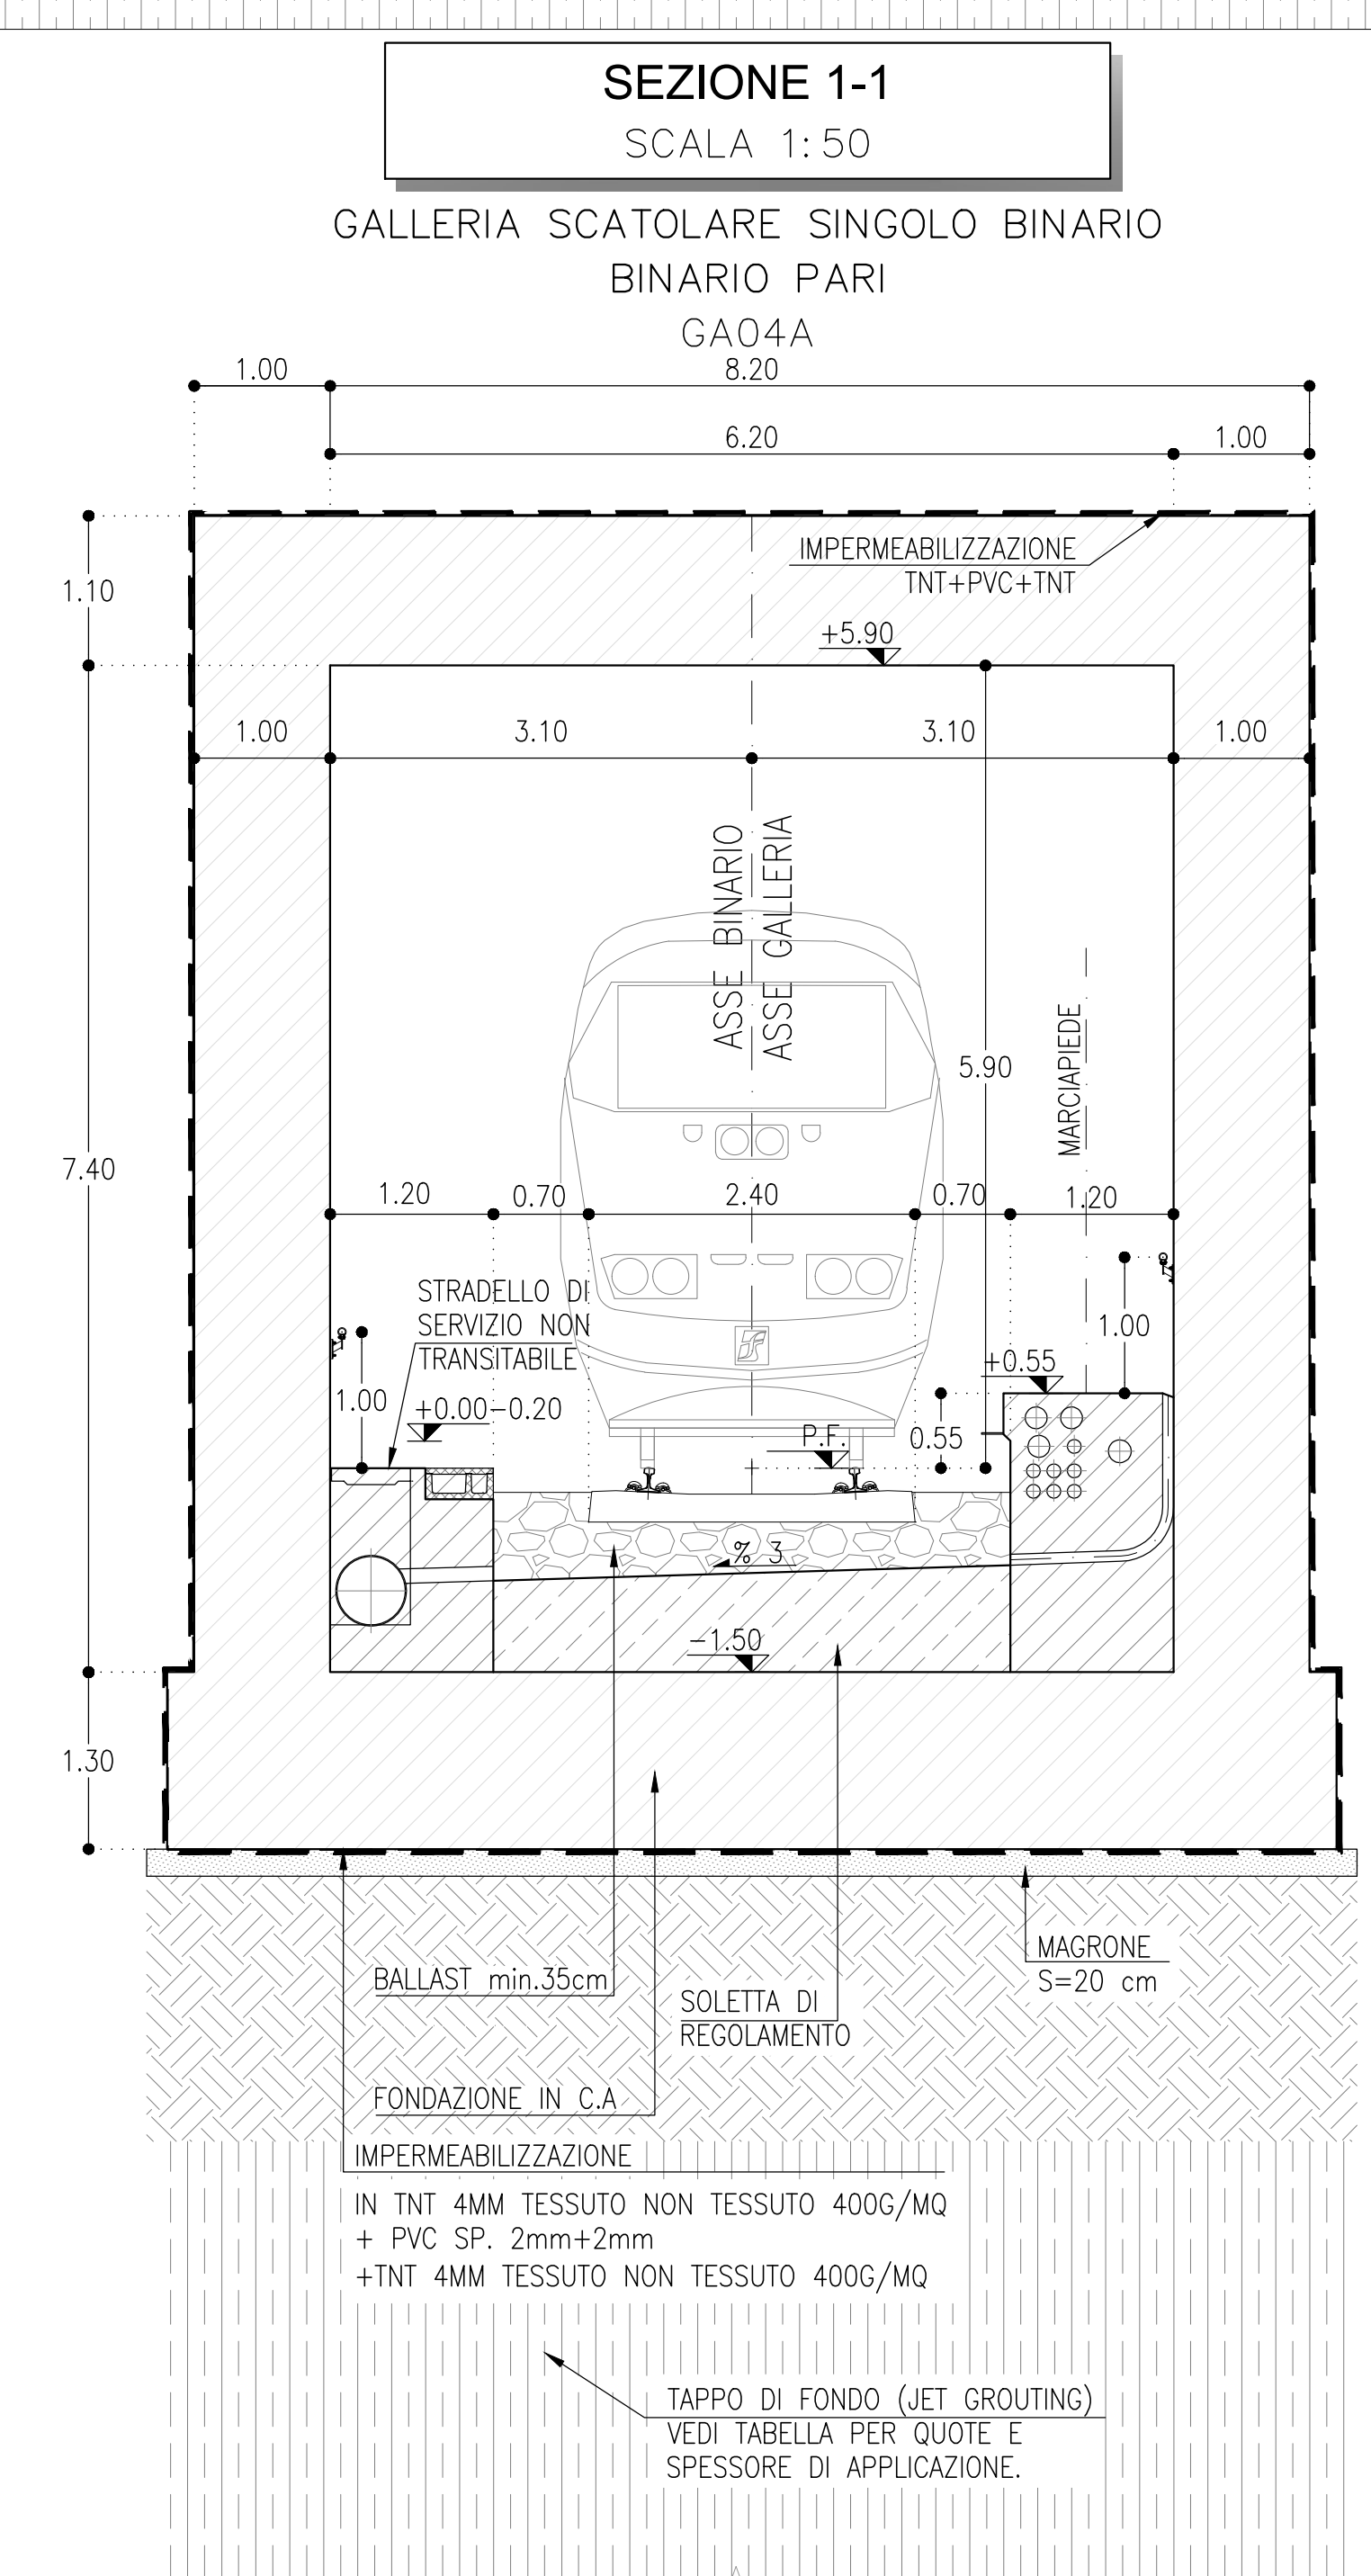 SEZIONE 1-1
SCALA 1:50
GALLERIA SCATOLARE SINGOLO BINARIO
BINARIO PARI
GA04A
1.00
8.20
6.20
1.00
IMPERMEABILIZZAZIONE
TNT+PVC+TNT
1.10
+5.90
1.00
3.10
3.10
1.00
ASSE BINARIO
ASSE GALLERIA
MARCIAPIEDE
5.90
7.40
1.20
0.70
2.40
0.70
1.20
STRADELLO DI
SERVIZIO NON
TRANSITABILE
1.00
1.00
+0.55
+0.00-0.20
P.F.
0.55
% 3
-1.50
1.30
MAGRONE
S=20 cm
BALLAST min.35cm
SOLETTA DI
REGOLAMENTO
FONDAZIONE IN C.A
IMPERMEABILIZZAZIONE
IN TNT 4MM TESSUTO NON TESSUTO 400G/MQ
+ PVC SP. 2mm+2mm
+TNT 4MM TESSUTO NON TESSUTO 400G/MQ
TAPPO DI FONDO (JET GROUTING)
VEDI TABELLA PER QUOTE E
SPESSORE DI APPLICAZIONE.